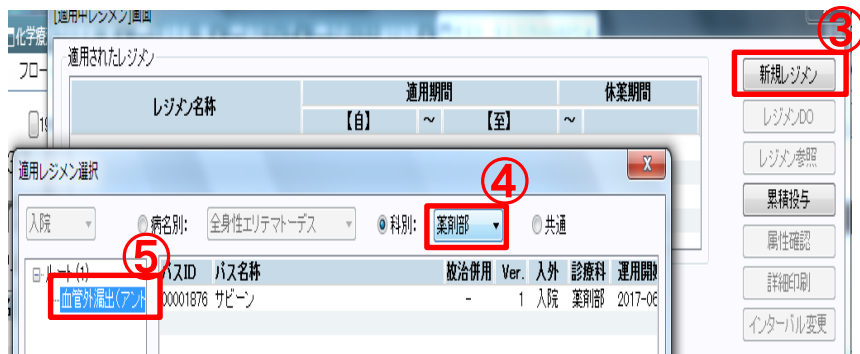 [適用中レジメン]画面
③
化学療
適用されたレジメン
フロー
新規レジメン
レジメン名称
適用期間
休薬期間
【自】 ~ 【至】 ~
レジメンDO
レジメン参照
適用レジメン選択
X
④
累積投与
入院
病名別:
全身性エリテマトーデス
科別:
薬剤部
共通
属性確認
⑤
ルート(1)
パスID パス名称 放治併用 Ver. 入外 診療科 運用開
詳細印刷
血管外漏出(アント
00001876 サビーン - 1 入院 薬剤部 2017-06
インターバル変更